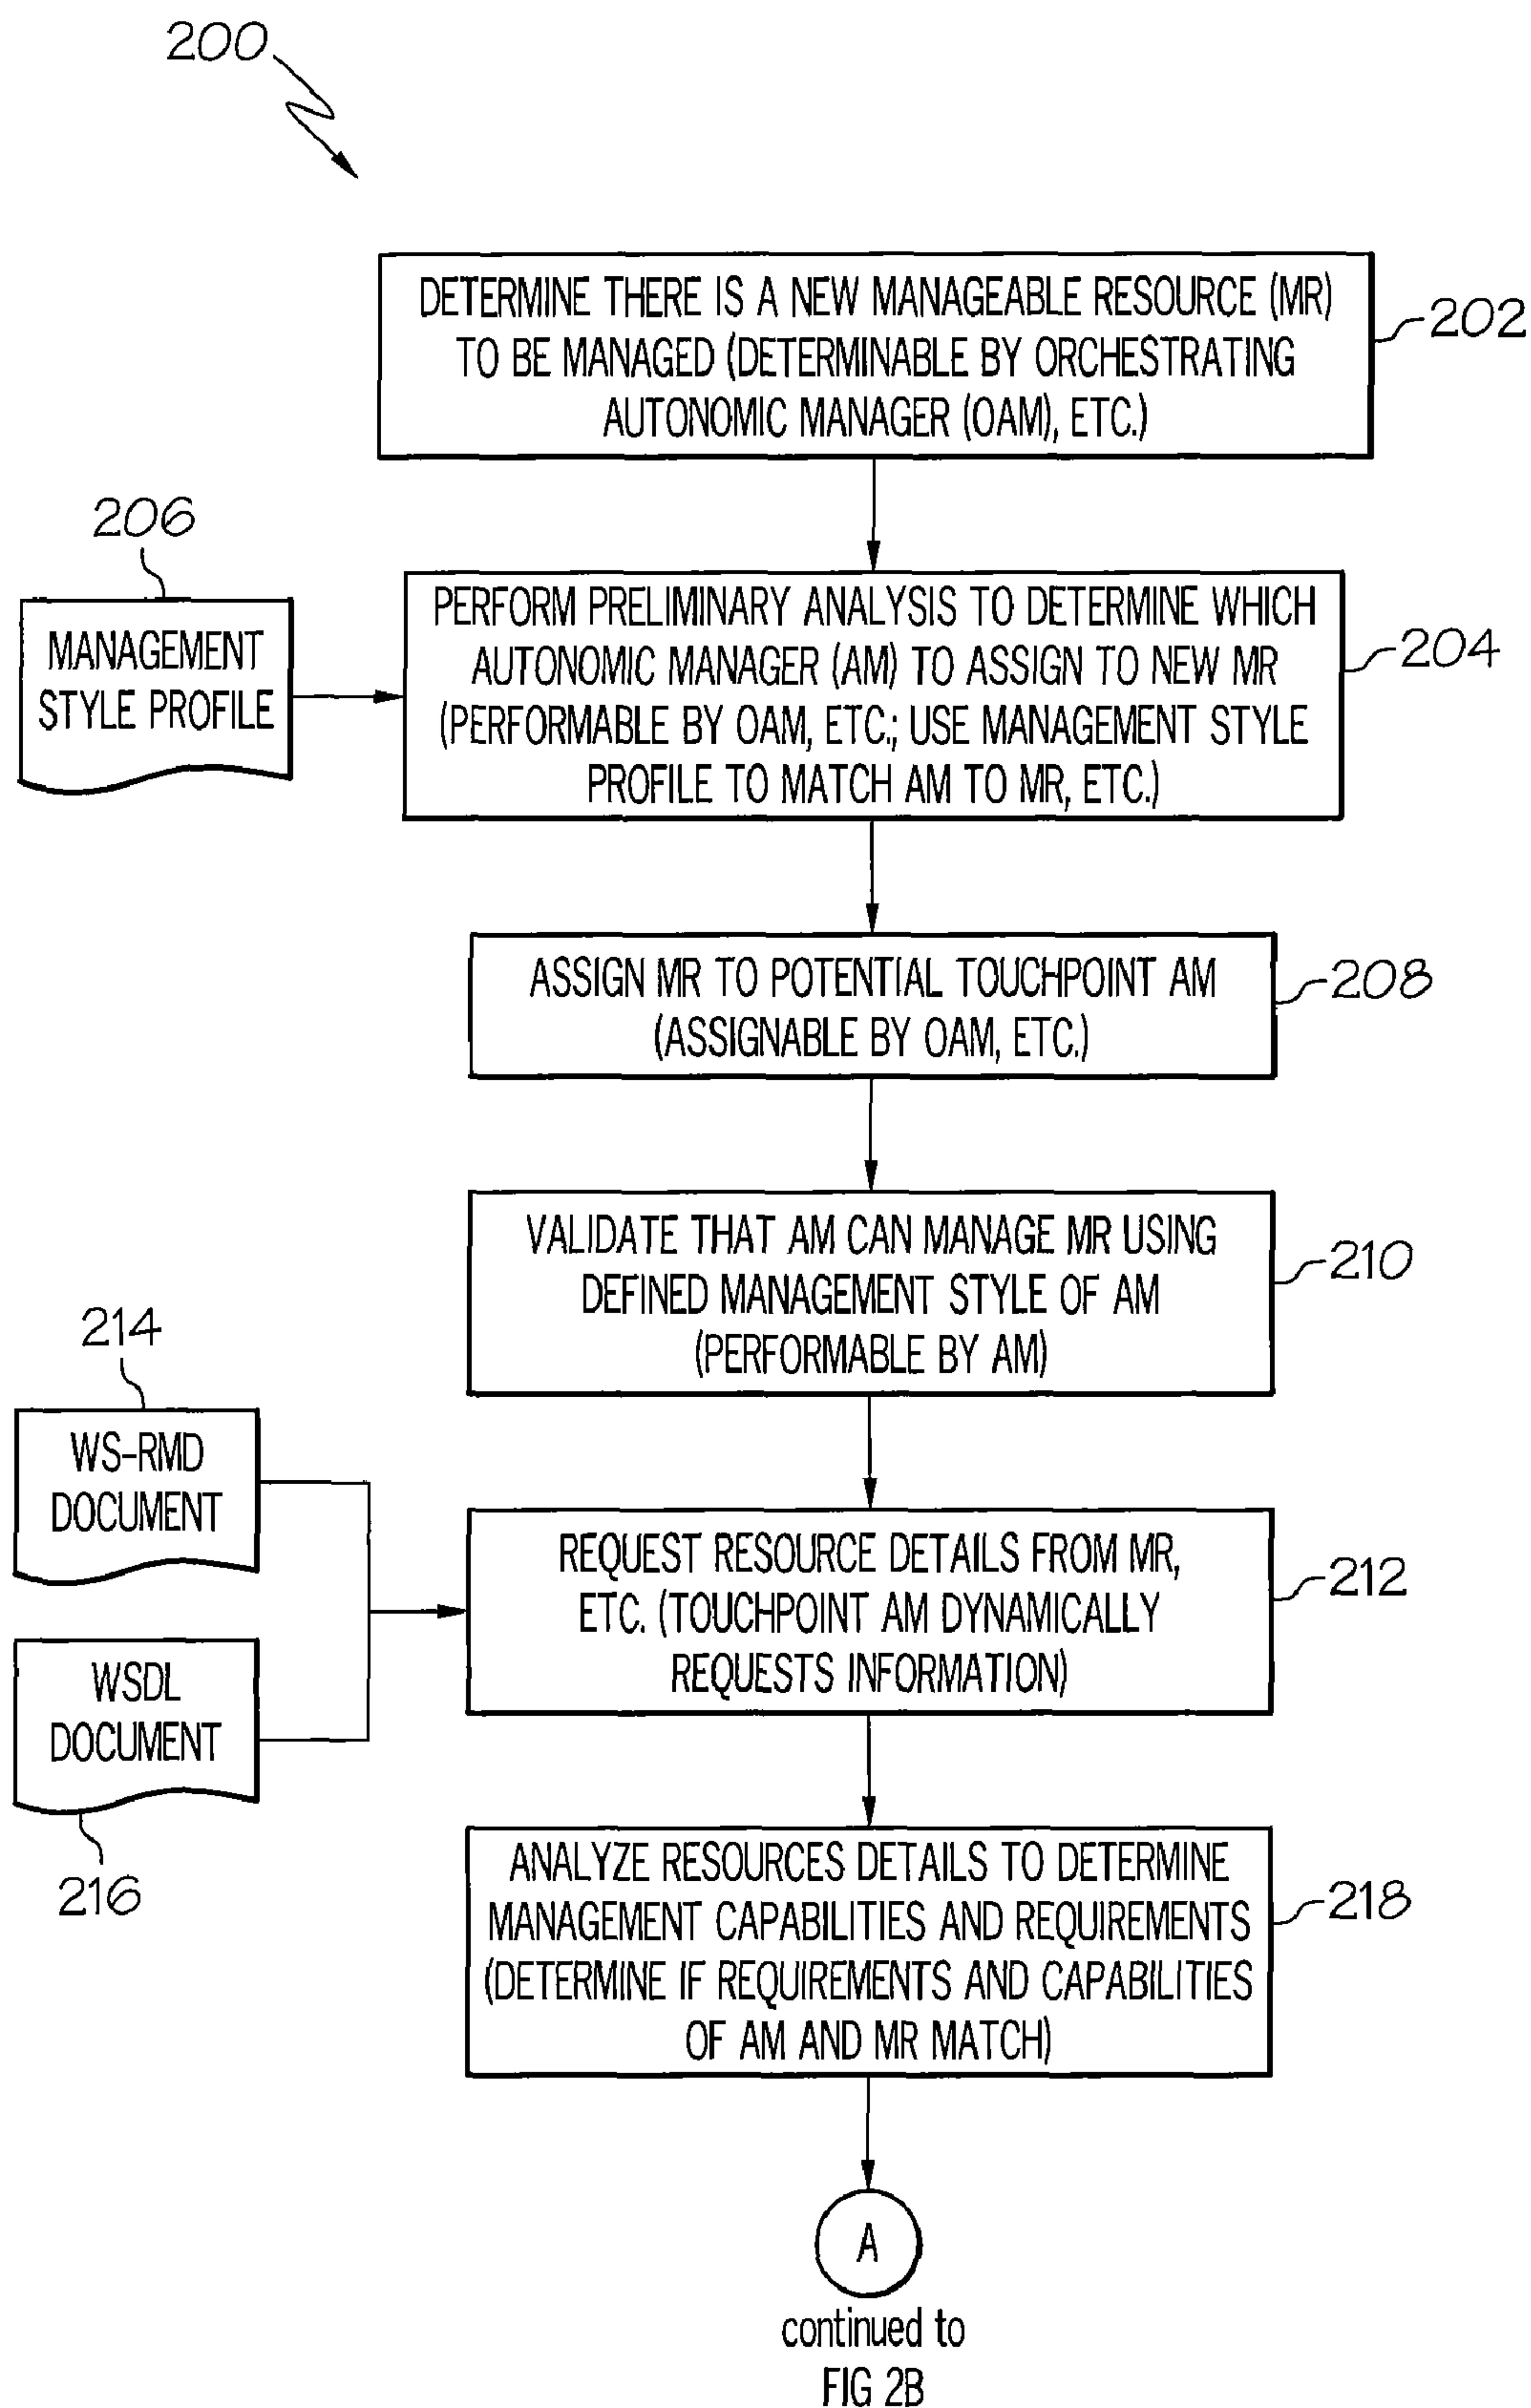 200
DETERMINE THERE IS A NEW MANAGEABLE RESOURCE (MR)
TO BE MANAGED (DETERMINABLE BY ORCHESTRATING
AUTONOMIC MANAGER (OAM), ETC.)
202
206
MANAGEMENT
STYLE PROFILE
PERFORM PRELIMINARY ANALYSIS TO DETERMINE WHICH
AUTONOMIC MANAGER (AM) TO ASSIGN TO NEW MR
(PERFORMABLE BY OAM, ETC.; USE MANAGEMENT STYLE
PROFILE TO MATCH AM TO MR, ETC.)
204
ASSIGN MR TO POTENTIAL TOUCHPOINT AM
(ASSIGNABLE BY OAM, ETC.)
208
VALIDATE THAT AM CAN MANAGE MR USING
DEFINED MANAGEMENT STYLE OF AM
(PERFORMABLE BY AM)
210
214
WS-RMD
DOCUMENT
REQUEST RESOURCE DETAILS FROM MR,
ETC. (TOUCHPOINT AM DYNAMICALLY
REQUESTS INFORMATION)
212
WSDL
DOCUMENT
216
ANALYZE RESOURCES DETAILS TO DETERMINE
MANAGEMENT CAPABILITIES AND REQUIREMENTS
(DETERMINE IF REQUIREMENTS AND CAPABILITIES
OF AM AND MR MATCH)
218
A
continued to
FIG 2B